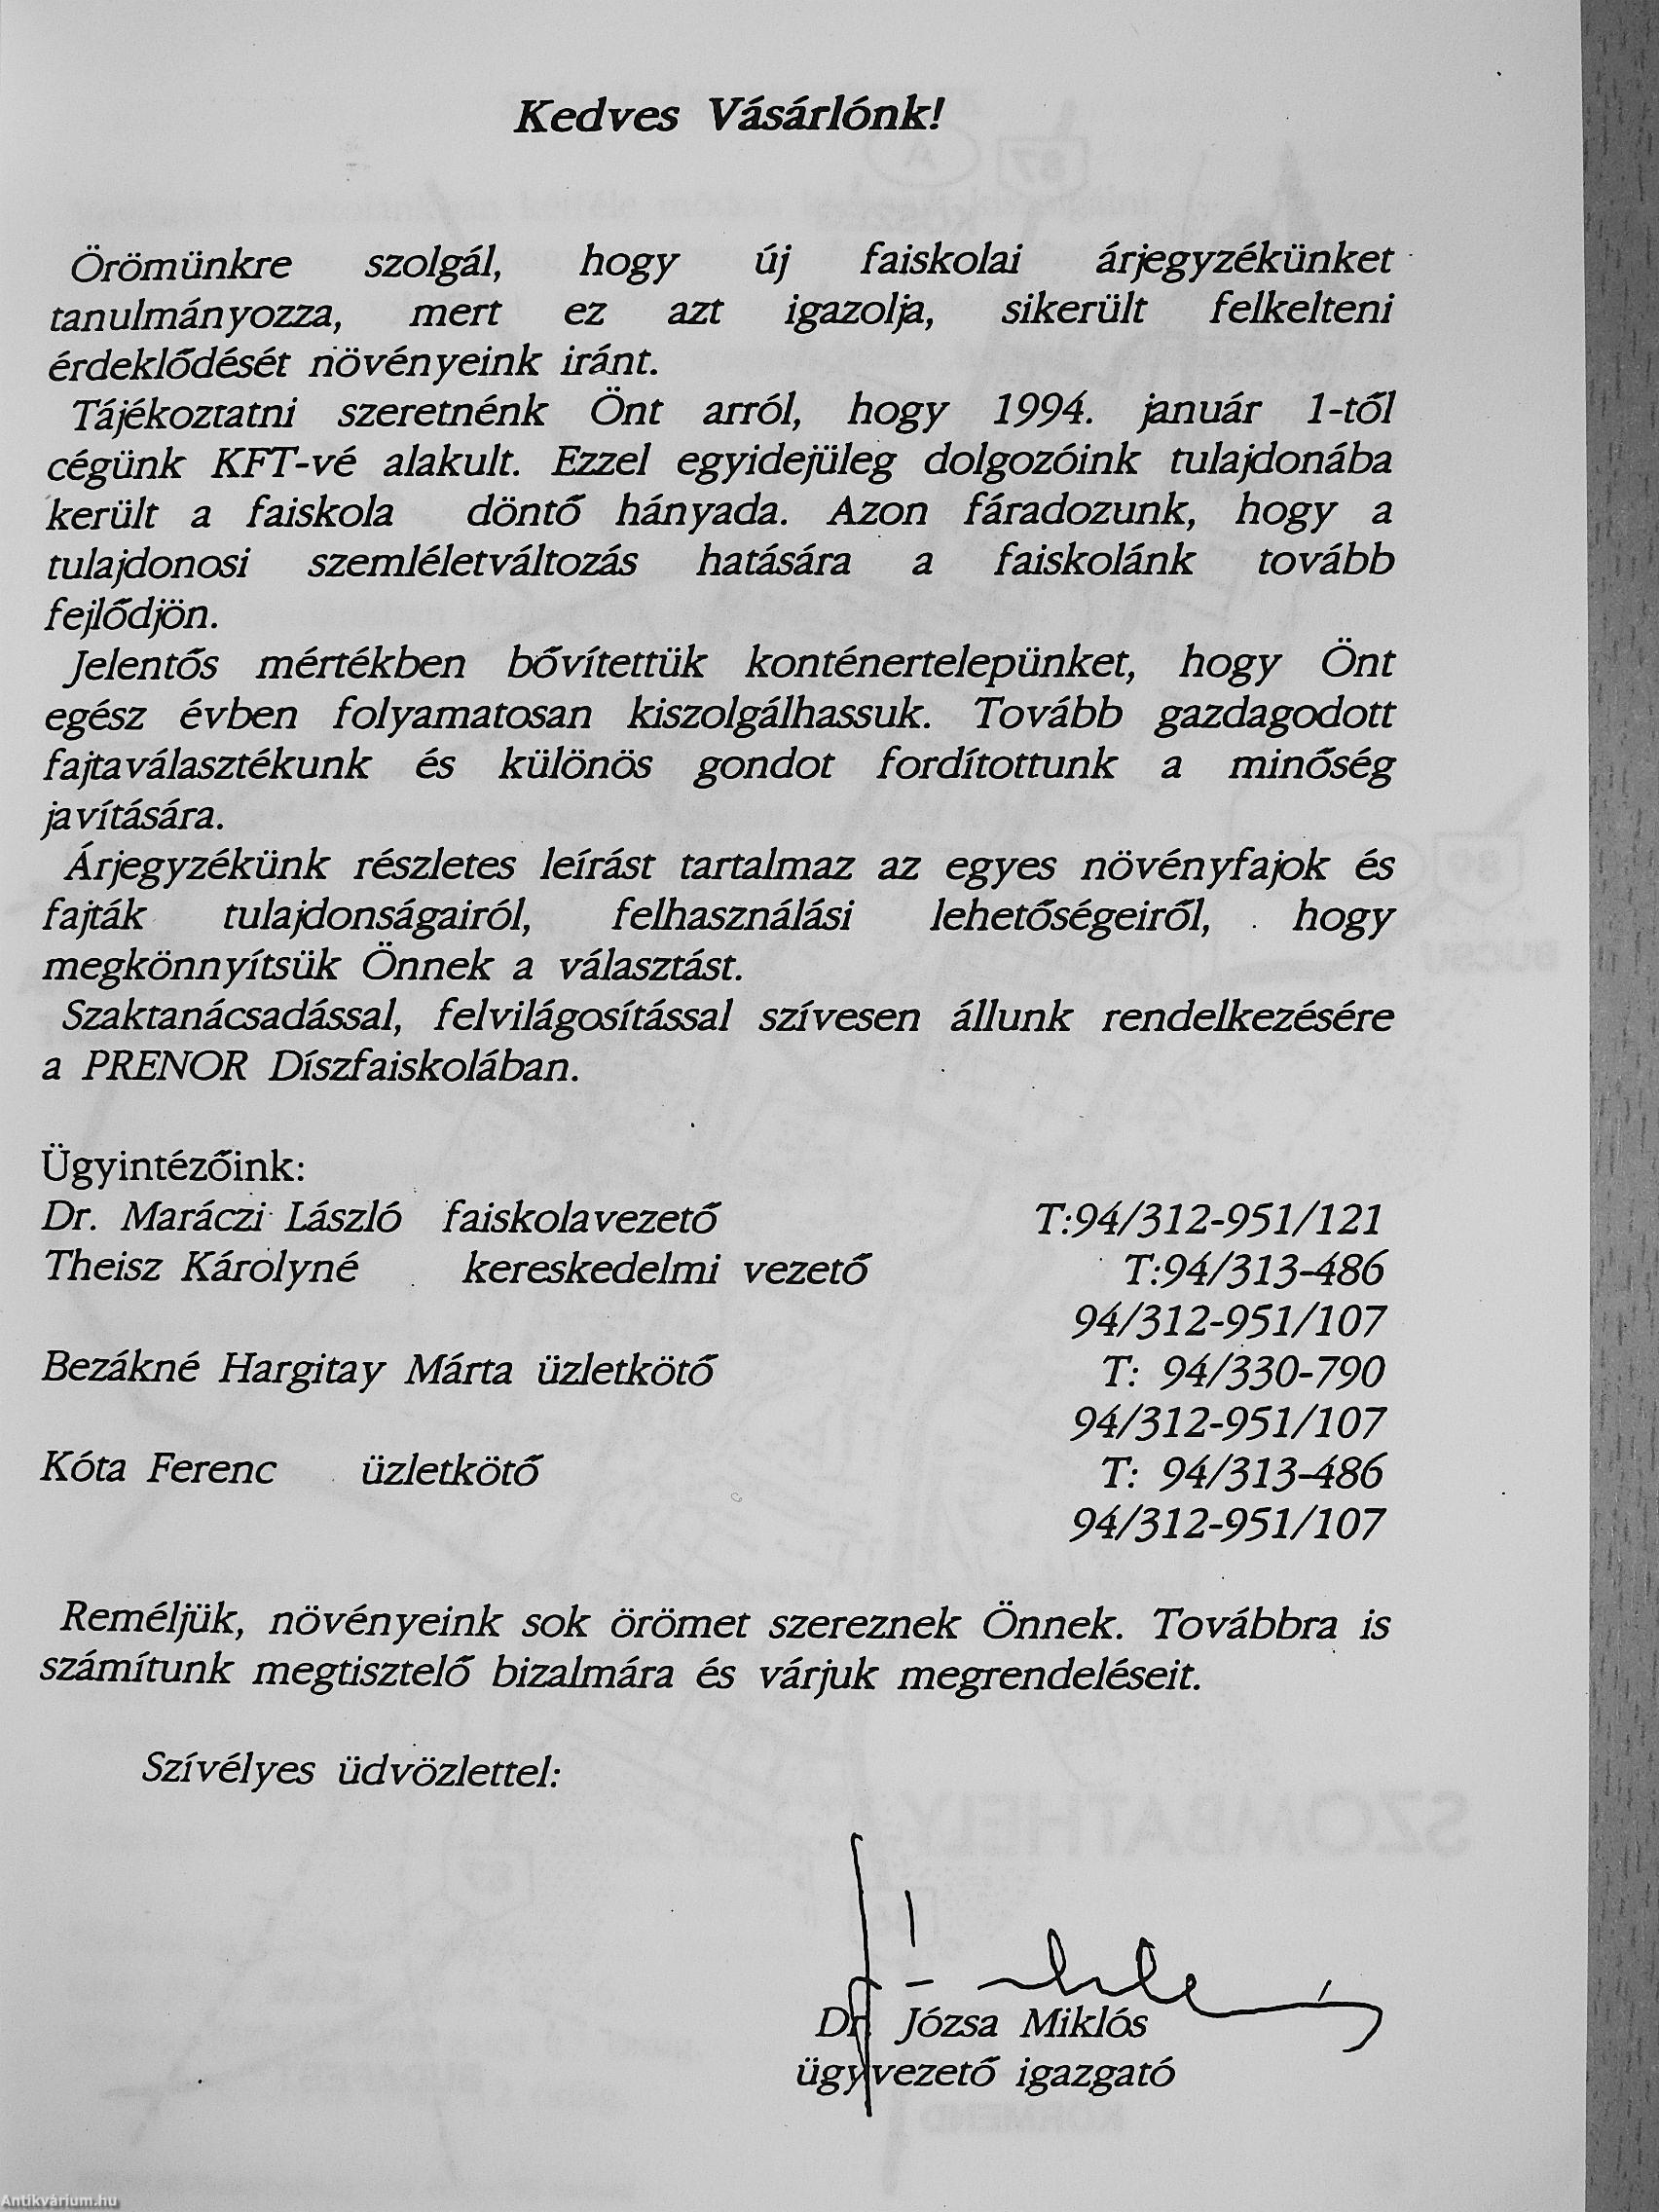 Kedves Vásárlónk!
Örömünkre szolgál, hogy új faiskolai árjegyzékünket
tanulmányozza, mert ez azt igazolja, sikerült felkelteni
érdeklődését növényeink iránt.
Tájékoztatni szeretnénk Önt arról, hogy 1994. január 1-től
cégünk KFT-vé alakult. Ezzel egyidejüleg dolgozóink tulajdonába
került a faiskola döntő hányada. Azon fáradozunk, hogy a
tulajdonosi szemléletváltozás hatására a faiskolánk tovább
fejlődjön.
Jelentős mértékben bővítettük konténertelepünket, hogy Önt
egész évben folyamatosan kiszolgálhassuk. Tovább gazdagodott
fajtaválasztékunk és különös gondot fordítottunk a minőség
javítására.
Árjegyzékünk részletes leírást tartalmaz az egyes növényfajok és
fajták tulajdonságairól, felhasználási lehetőségeiről, hogy
megkönnyítsük Önnek a választást.
Szaktanácsadással, felvilágosítással szívesen állunk rendelkezésére
a PRENOR Díszfaiskolában.
Ügyintézőink:
Dr. Maráczi László faiskolavezető T:94/312-951/121
Theisz Károlyné kereskedelmi vezető T:94/313-486
94/312-951/107
Bezákné Hargitay Márta üzletkötő T: 94/330-790
94/312-951/107
Kóta Ferenc üzletkötő T: 94/313-486
94/312-951/107
Reméljük, növényeink sok örömet szereznek Önnek. Továbbra is
számítunk megtisztelő bizalmára és várjuk megrendeléseit.
Szívélyes üdvözlettel:
Dr. Józsa Miklós
ügyvezető igazgató
SZOMBATHELY
KÖRMEND
Antikvárium.hu